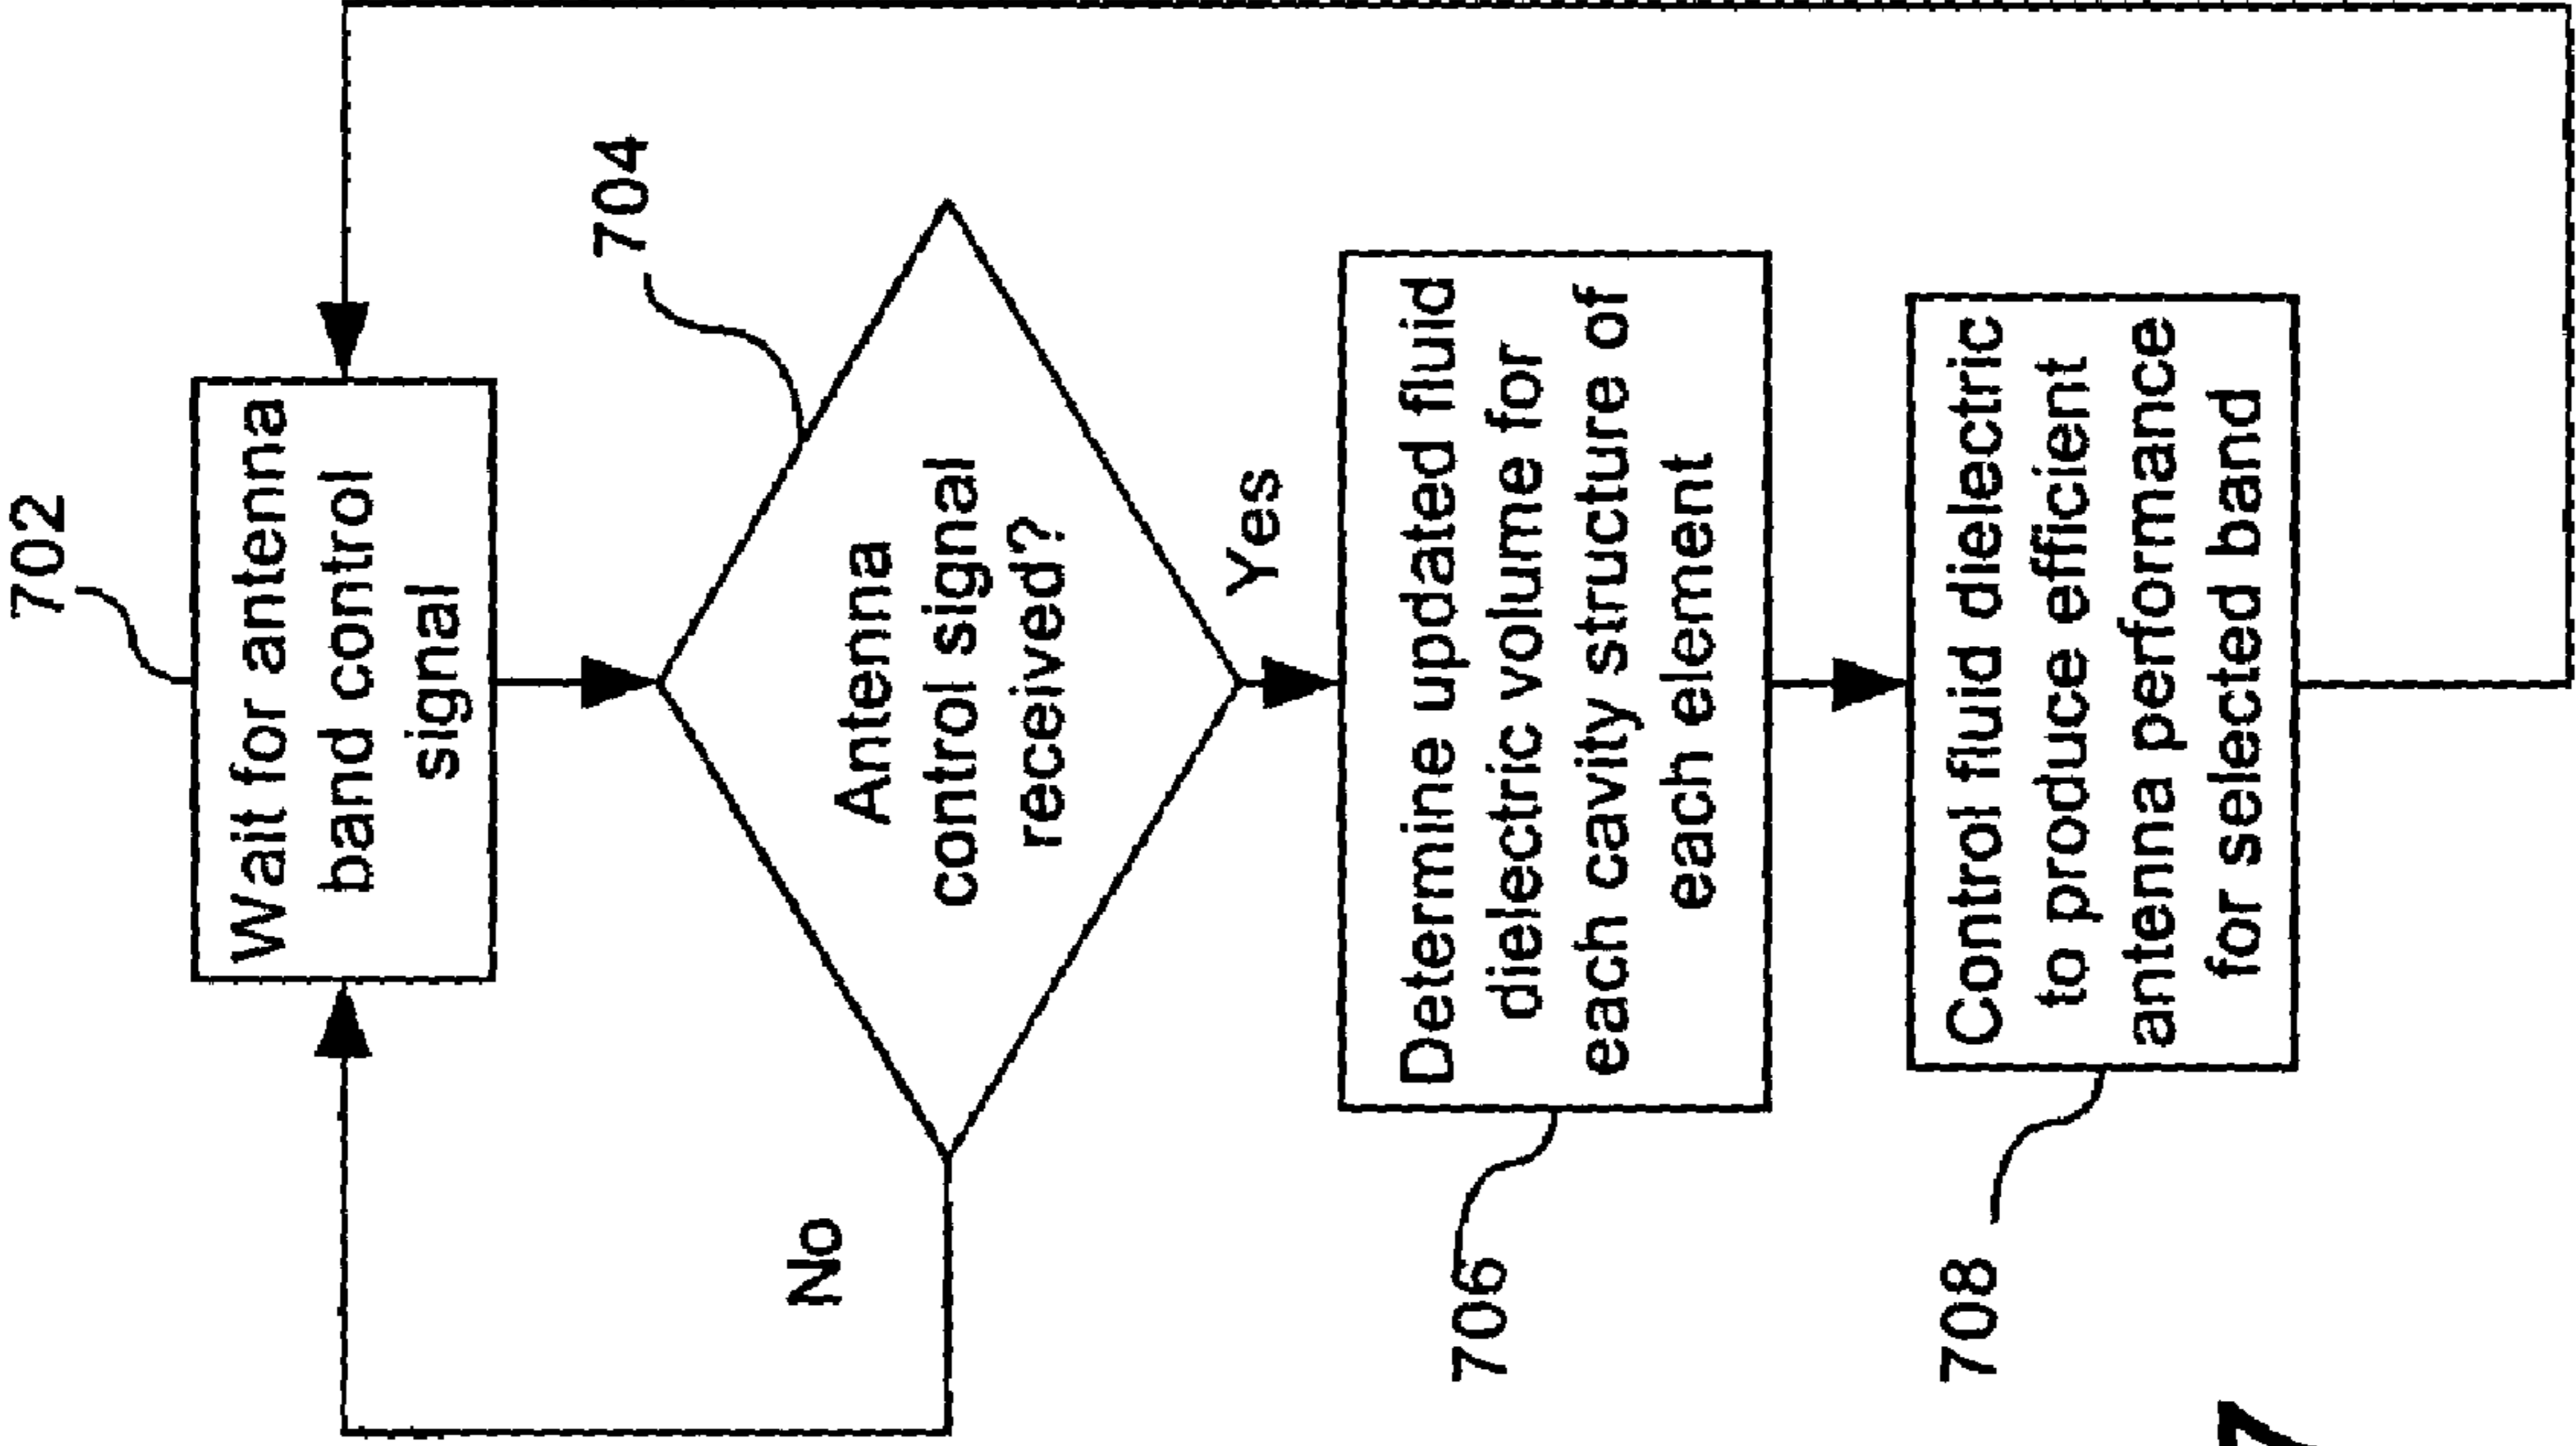 702
Wait for antenna
band control
signal
704
Antenna
control signal
received?
No
Yes
706
Determine updated fluid
dielectric volume for
each cavity structure of
each element
708
Control fluid dielectric
to produce efficient
antenna performance
for selected band
7